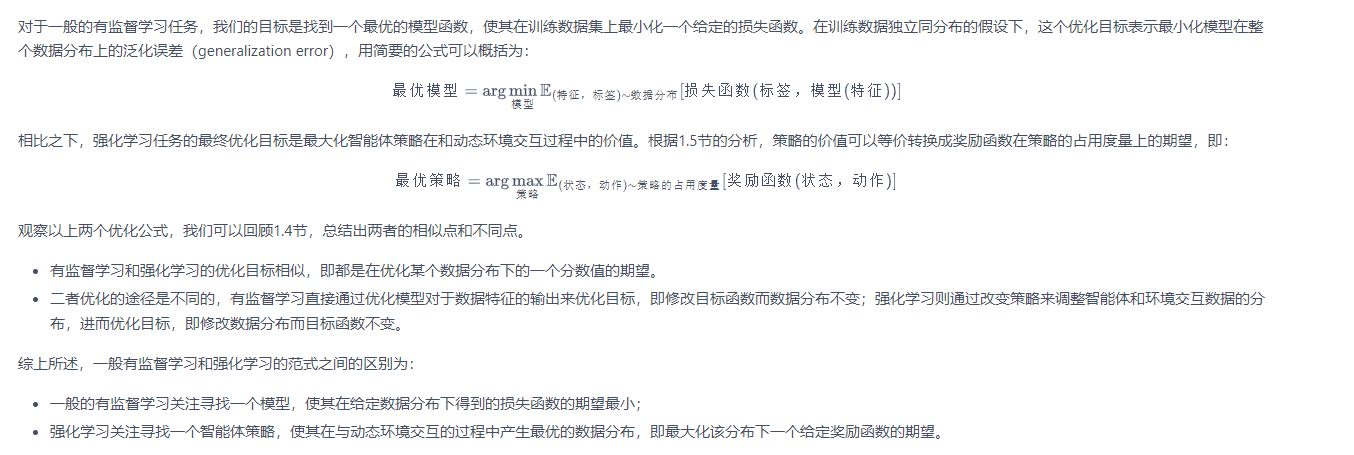 对于一般的有监督学习任务，我们的目标是找到一个最优的模型函数，使其在训练数据集上最小化一个给定的损失函数。在训练数据独立同分布的假设下，这个优化目标表示最小化模型在整
个数据分布上的泛化误差（generalization error），用简要的公式可以概括为：
最优模型 = arg min 𝔼(特征，标签)~数据分布[损失函数(标签，模型(特征))]
模型
相比之下，强化学习任务的最终优化目标是最大化智能体策略在和动态环境交互过程中的价值。根据1.5节的分析，策略的价值可以等价转换成奖励函数在策略的占用度量上的期望，即：
最优策略 = arg max 𝔼(状态，动作)~策略的占用度量[奖励函数(状态，动作)]
策略
观察以上两个优化公式，我们可以回顾1.4节，总结出两者的相似点和不同点。
• 有监督学习和强化学习的优化目标相似，即都是在优化某个数据分布下的一个分数值的期望。
• 二者优化的途径是不同的，有监督学习直接通过优化模型对于数据特征的输出来优化目标，即修改目标函数而数据分布不变；强化学习则通过改变策略来调整智能体和环境交互数据的分
布，进而优化目标，即修改数据分布而目标函数不变。
综上所述，一般有监督学习和强化学习的范式之间的区别为：
• 一般的有监督学习关注寻找一个模型，使其在给定数据分布下得到的损失函数的期望最小；
• 强化学习关注寻找一个智能体策略，使其在与动态环境交互的过程中产生最优的数据分布，即最大化该分布下一个给定奖励函数的期望。